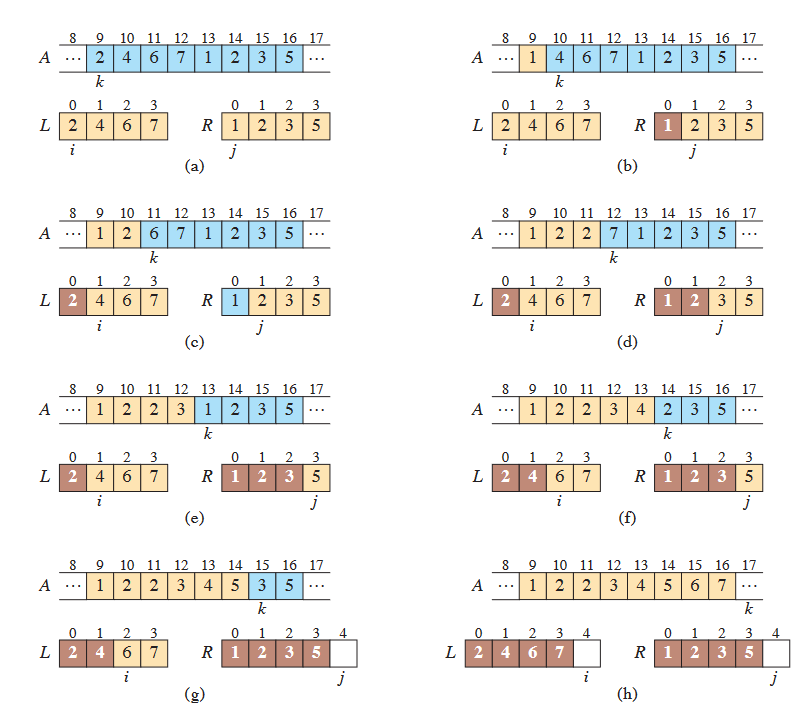 8 9 10 11 12 13 14 15 16 17
A ··· 2 4 6 7 1 2 3 5 ···
k
0 1 2 3 0 1 2 3
L 2 4 6 7 R 1 2 3 5
i j
(a)
8 9 10 11 12 13 14 15 16 17
A ··· 1 4 6 7 1 2 3 5 ···
k
0 1 2 3 0 1 2 3
L 2 4 6 7 R 1 2 3 5
i j
(b)
8 9 10 11 12 13 14 15 16 17
A ··· 1 2 6 7 1 2 3 5 ···
k
0 1 2 3 0 1 2 3
L 2 4 6 7 R 1 2 3 5
i j
(c)
8 9 10 11 12 13 14 15 16 17
A ··· 1 2 2 7 1 2 3 5 ···
k
0 1 2 3 0 1 2 3
L 2 4 6 7 R 1 2 3 5
i j
(d)
8 9 10 11 12 13 14 15 16 17
A ··· 1 2 2 3 1 2 3 5 ···
k
0 1 2 3 0 1 2 3
L 2 4 6 7 R 1 2 3 5
i j
(e)
8 9 10 11 12 13 14 15 16 17
A ··· 1 2 2 3 4 2 3 5 ···
k
0 1 2 3 0 1 2 3
L 2 4 6 7 R 1 2 3 5
i j
(f)
8 9 10 11 12 13 14 15 16 17
A ··· 1 2 2 3 4 5 3 5 ···
k
0 1 2 3 0 1 2 3 4
L 2 4 6 7 R 1 2 3 5
i j
(g)
8 9 10 11 12 13 14 15 16 17
A ··· 1 2 2 3 4 5 6 7 ···
k
0 1 2 3 4 0 1 2 3 4
L 2 4 6 7 R 1 2 3 5
i j
(h)